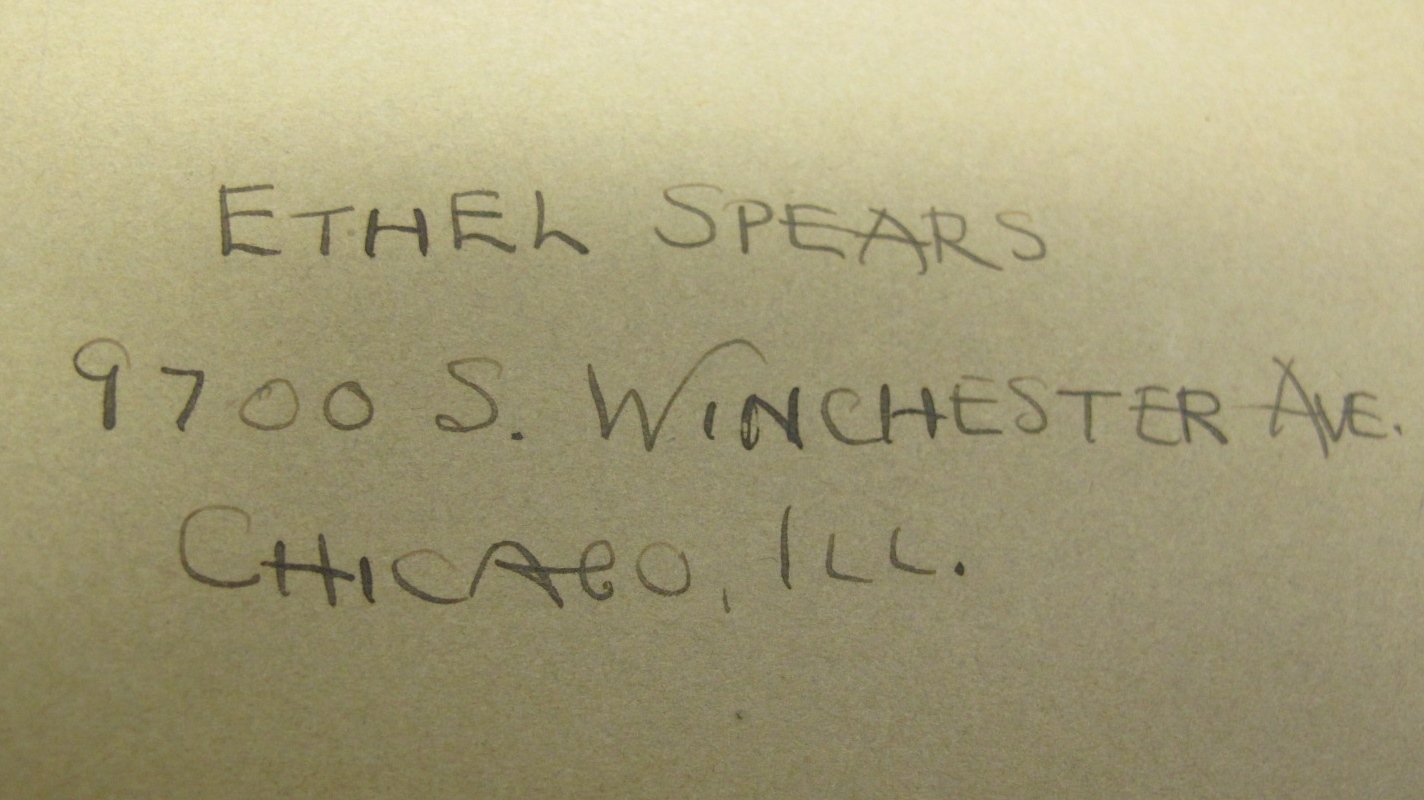 ETHEL SPEARS
9700 S. WINCHESTER AVE.
CHICAGO, ILL.